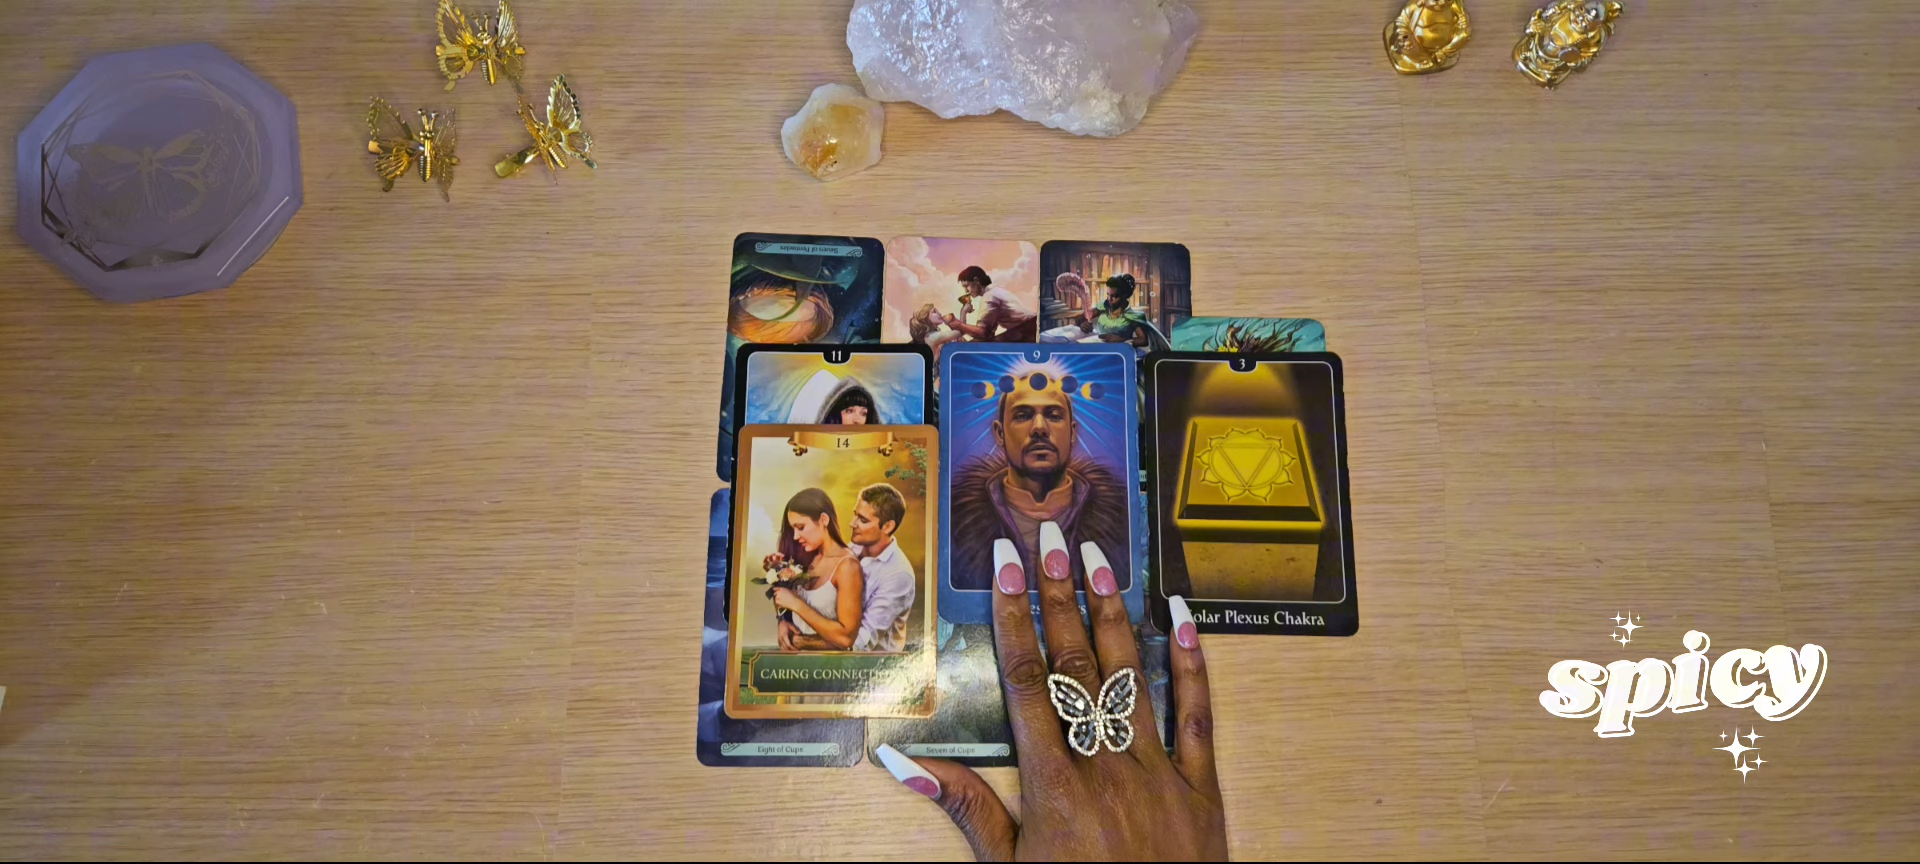 Seven of Pentacles
11
9
3
14
olar Plexus Chakra
CARING CONNECT
Eight of Cups
Seven of Cups
spicy